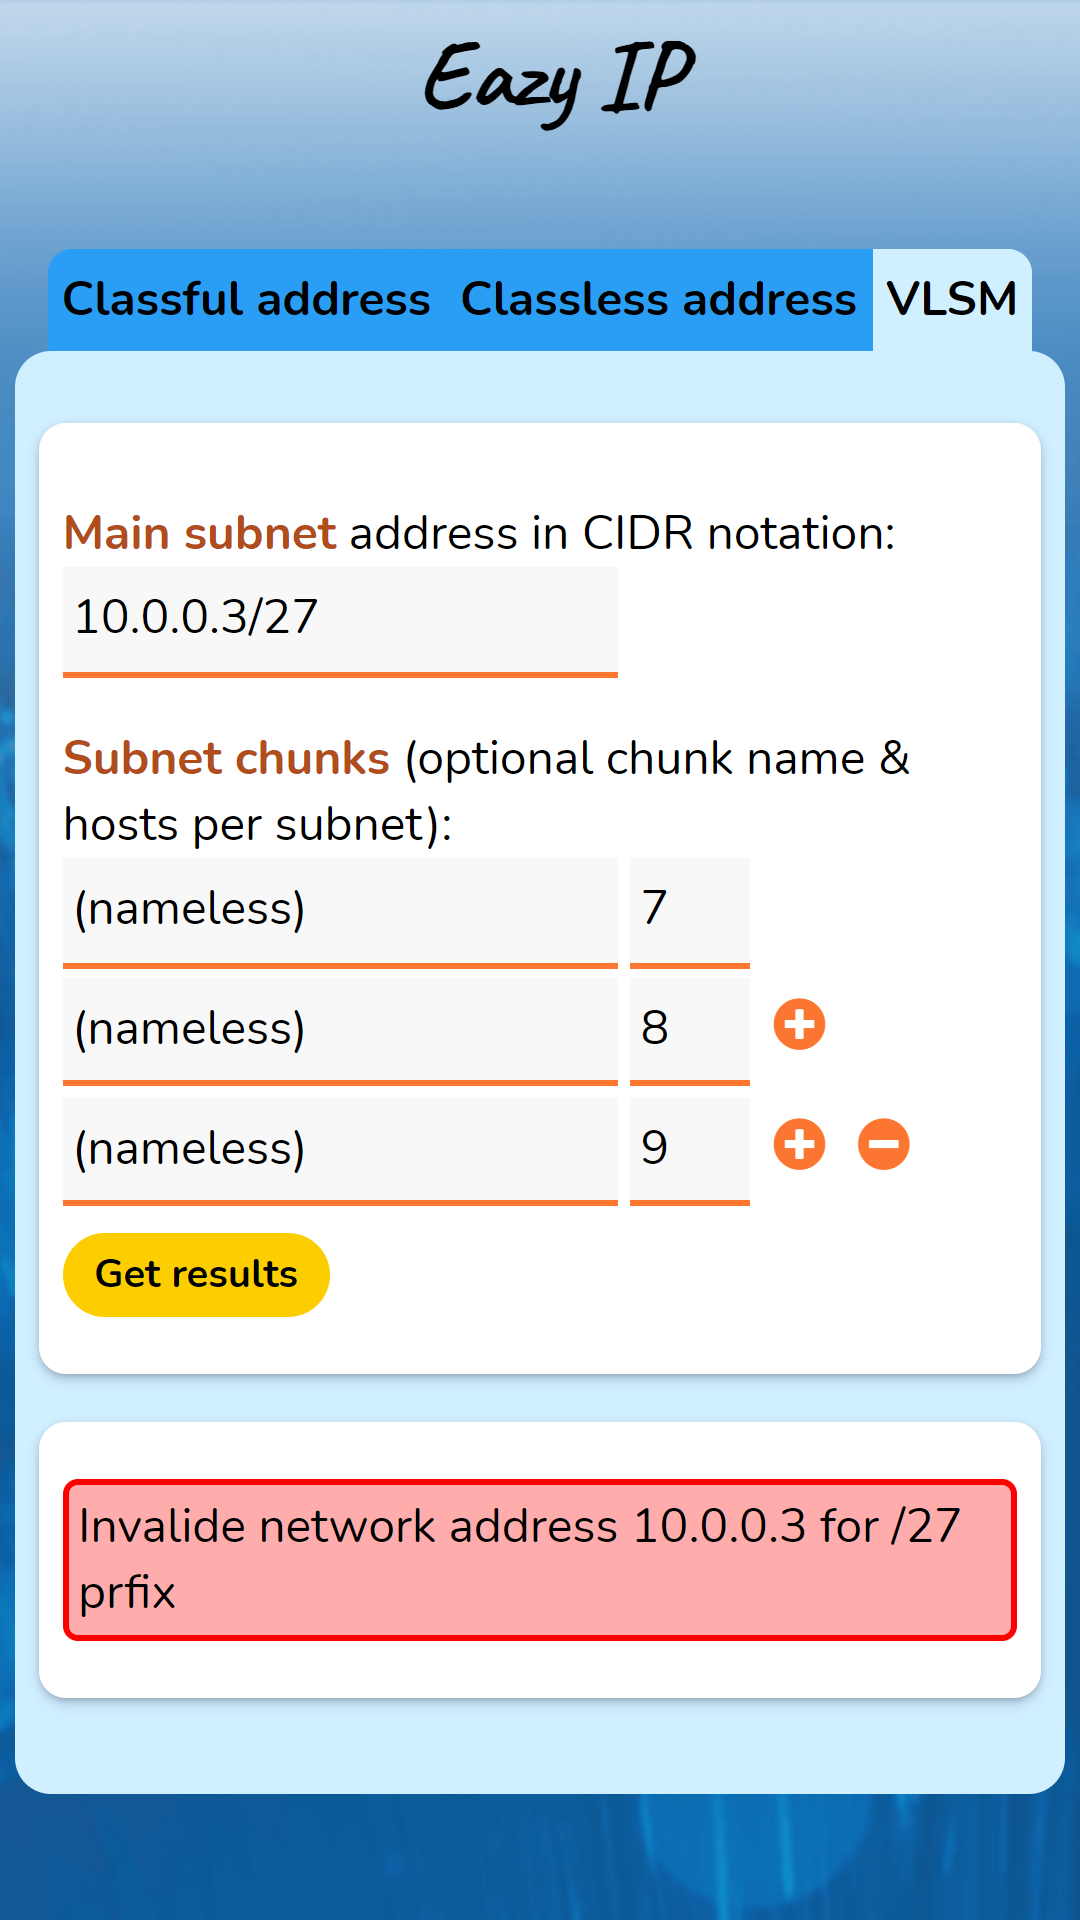 Eazy IP
Classful address Classless address VLSM
Main subnet address in CIDR notation:
10.0.0.3/27
Subnet chunks (optional chunk name &
hosts per subnet):
(nameless) 7
(nameless) 8
(nameless) 9
Get results
Invalide network address 10.0.0.3 for /27
prfix